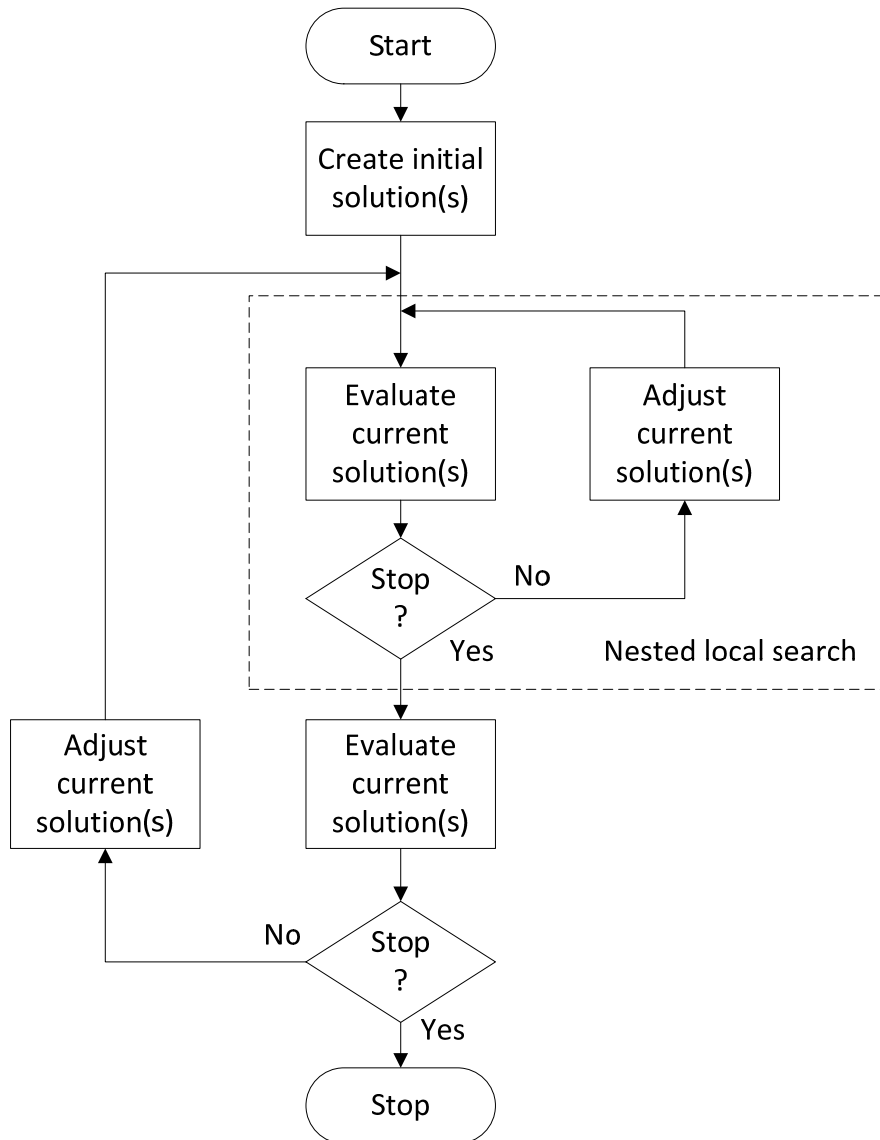 Start
Create initial
solution(s)
Evaluate
current
solution(s)
Adjust
current
solution(s)
Stop
?
No
Yes
Nested local search
Adjust
current
solution(s)
Evaluate
current
solution(s)
No
Stop
?
Yes
Stop